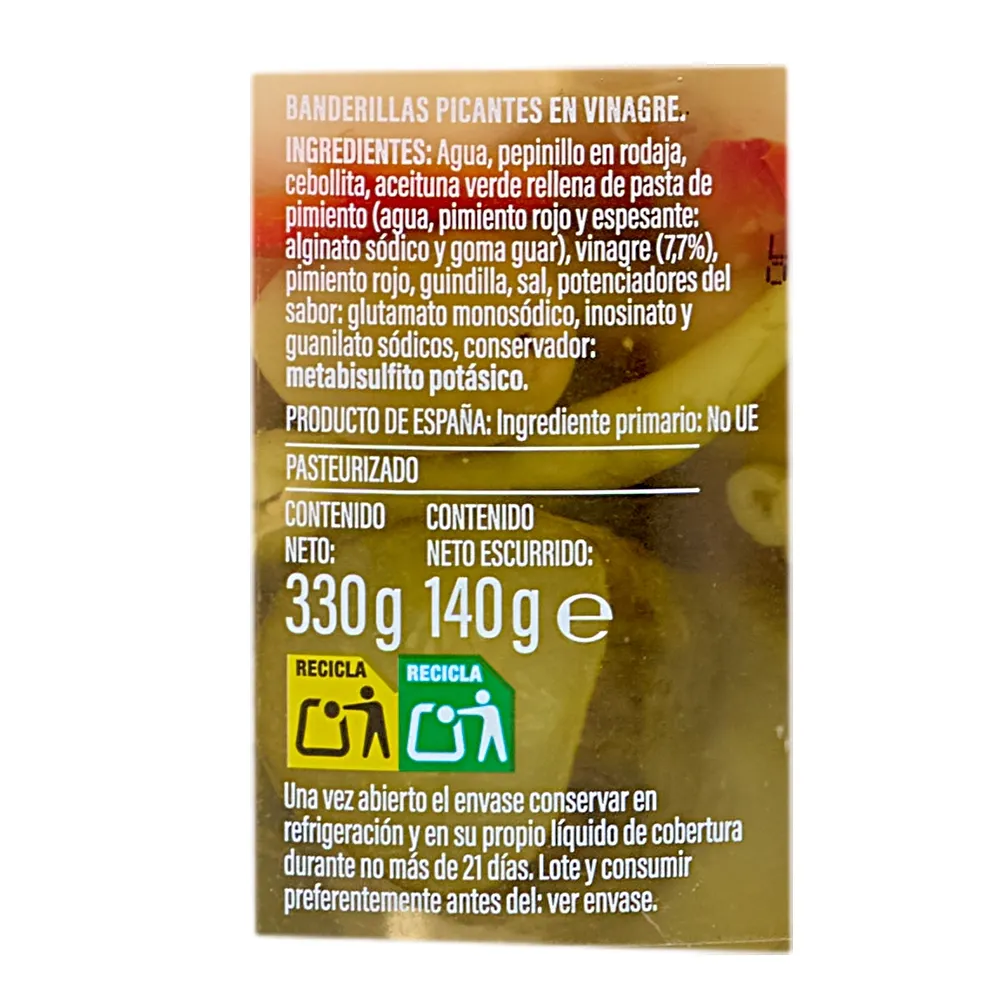 BANDERILLAS PICANTES EN VINAGRE.
INGREDIENTES: Agua, pepinillo en rodaja,
cebollita, aceituna verde rellena de pasta de
pimiento (agua, pimiento rojo y espesante:
alginato sódico y goma guar), vinagre (7,7%),
pimiento rojo, guindilla, sal, potenciadores del
sabor: glutamato monosódico, inosinato y
guanilato sódicos, conservador:
metabisulfito potásico.
PRODUCTO DE ESPAÑA: Ingrediente primario: No UE
PASTEURIZADO
CONTENIDO CONTENIDO
NETO: NETO ESCURRIDO:
330 g 140 g ℮
RECICLA RECICLA
Una vez abierto el envase conservar en
refrigeración y en su propio líquido de cobertura
durante no más de 21 días. Lote y consumir
preferentemente antes del: ver envase.